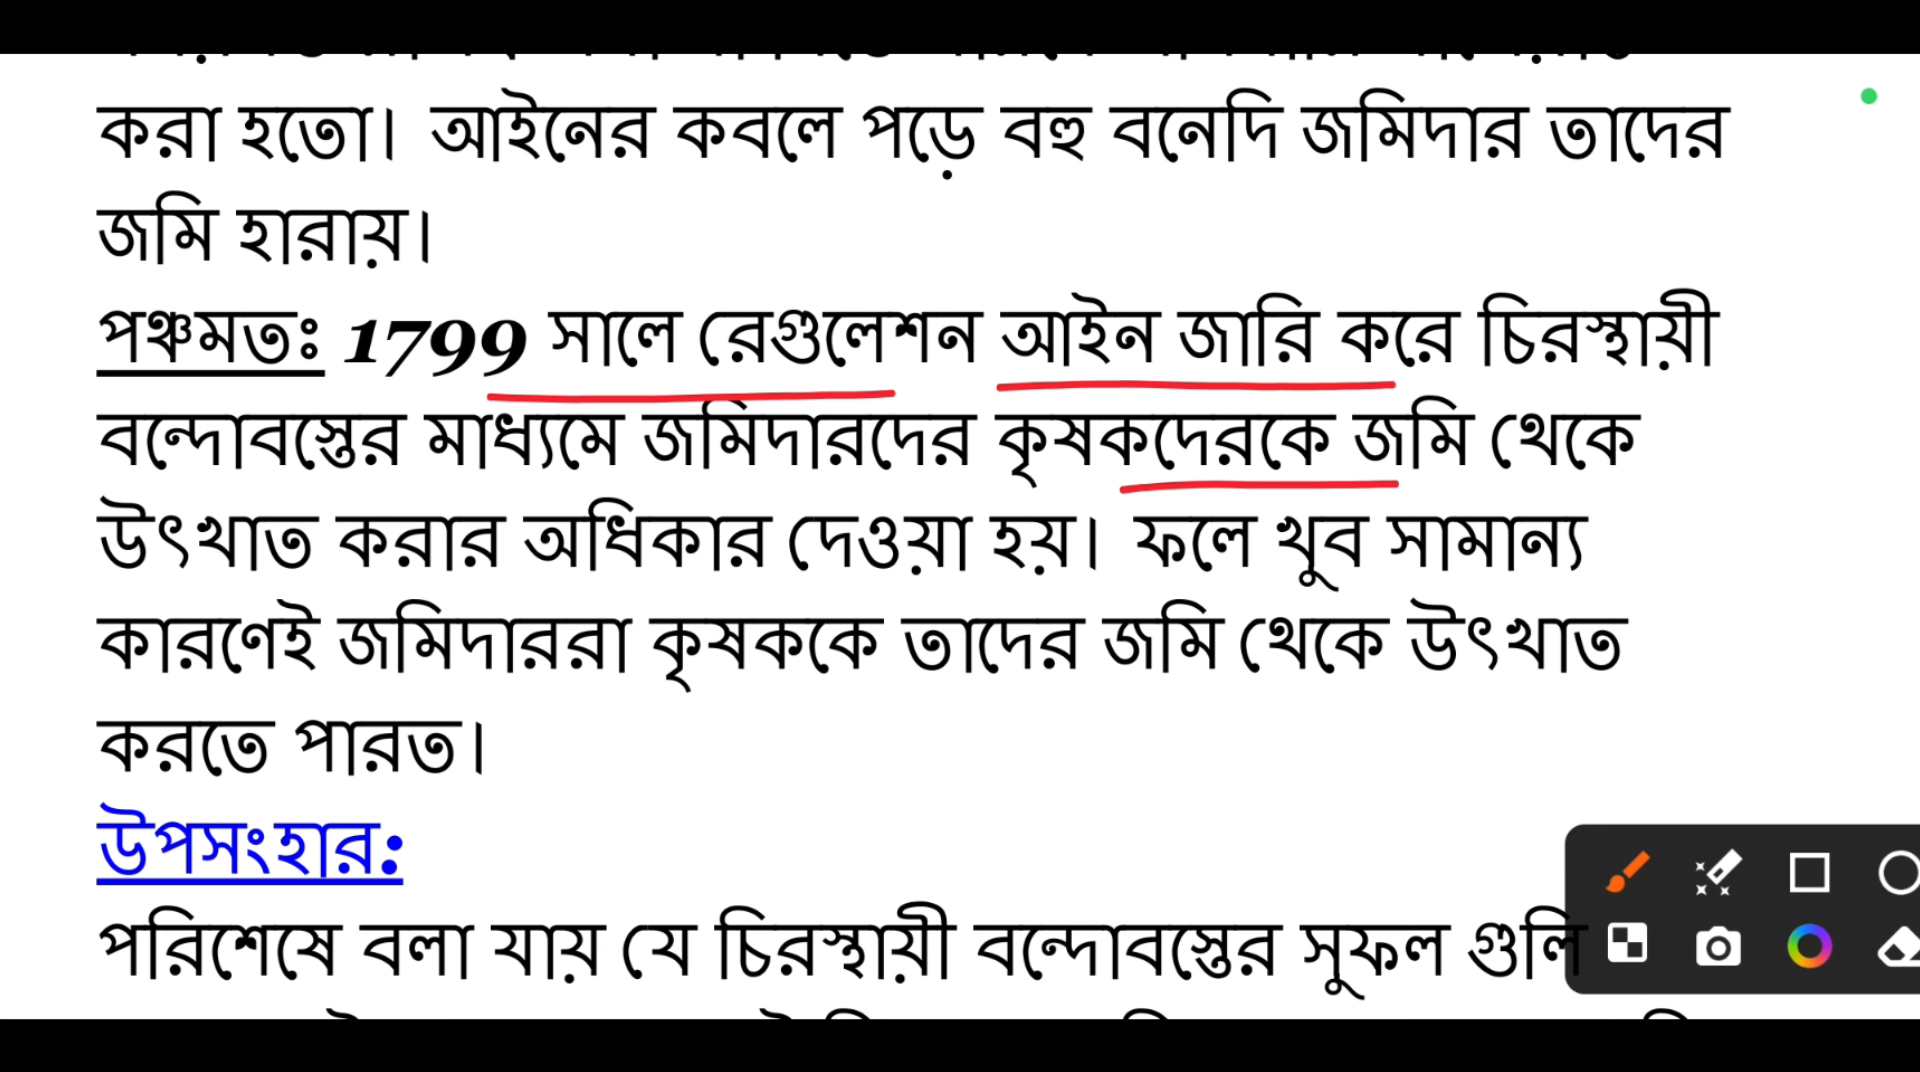 করা হতো। আইনের কবলে পড়ে বহু বনেদি জমিদার তাদের
জমি হারায়।
পঞ্চমতঃ 1799 সালে রেগুলেশন আইন জারি করে চিরস্থায়ী
বন্দোবস্তের মাধ্যমে জমিদারদের কৃষকদেরকে জমি থেকে
উৎখাত করার অধিকার দেওয়া হয়। ফলে খুব সামান্য
কারণেই জমিদাররা কৃষককে তাদের জমি থেকে উৎখাত
করতে পারত।
উপসংহার:
পরিশেষে বলা যায় যে চিরস্থায়ী বন্দোবস্তের সুফল গুলি